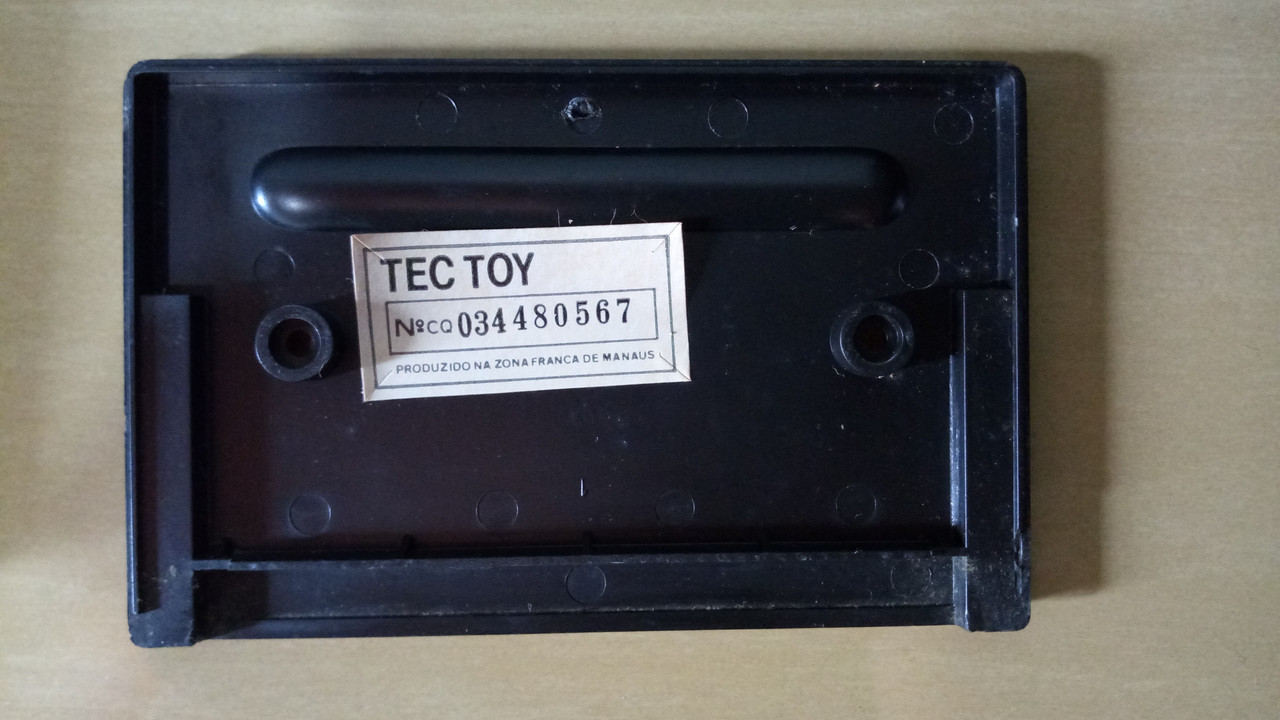 TEC TOY
NºCQ 034480567
PRODUZIDO NA ZONA FRANCA DE MANAUS